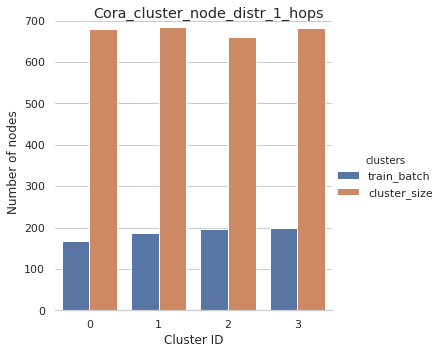 Cora_cluster_node_distr_1_hops
700
600
500
400
300
200
100
0
Number of nodes
0 1 2 3
Cluster ID
clusters
train_batch
cluster_size